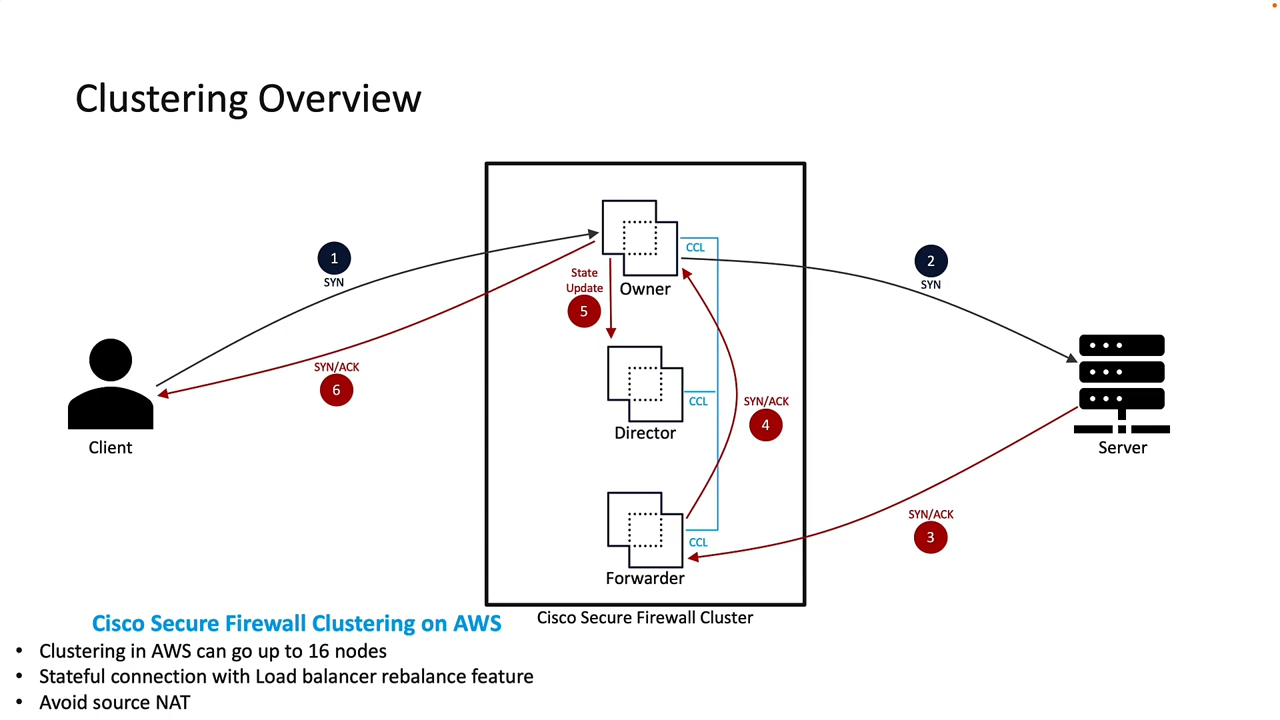 Clustering Overview
1
SYN
CCL
2
SYN
Owner
State
Update
5
SYN/ACK
6
CCL
SYN/ACK
4
Director
Client
Server
SYN/ACK
3
CCL
Forwarder
Cisco Secure Firewall Cluster
Cisco Secure Firewall Clustering on AWS
• Clustering in AWS can go up to 16 nodes
• Stateful connection with Load balancer rebalance feature
• Avoid source NAT